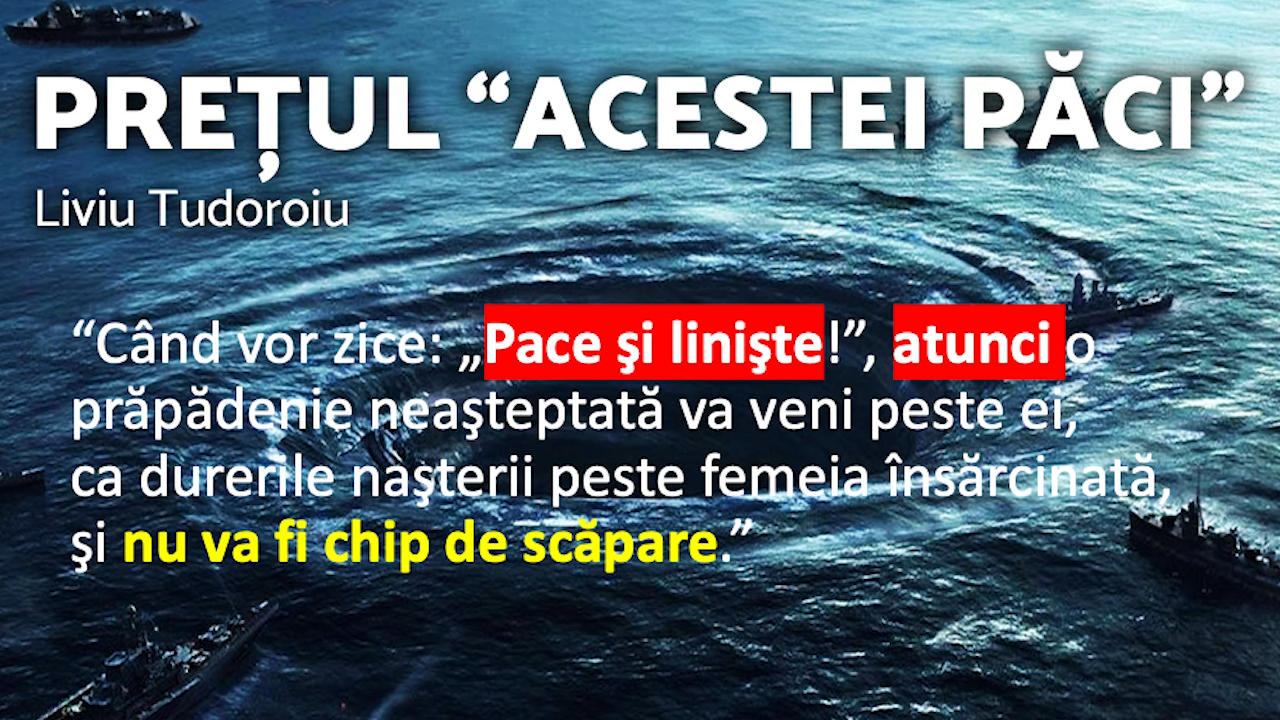 PREȚUL “ACESTEI PĂCI”
Liviu Tudoroiu
“Când vor zice: „Pace şi linişte!”, atunci o
prăpădenie neaşteptată va veni peste ei,
ca durerile naşterii peste femeia însărcinată,
şi nu va fi chip de scăpare.”